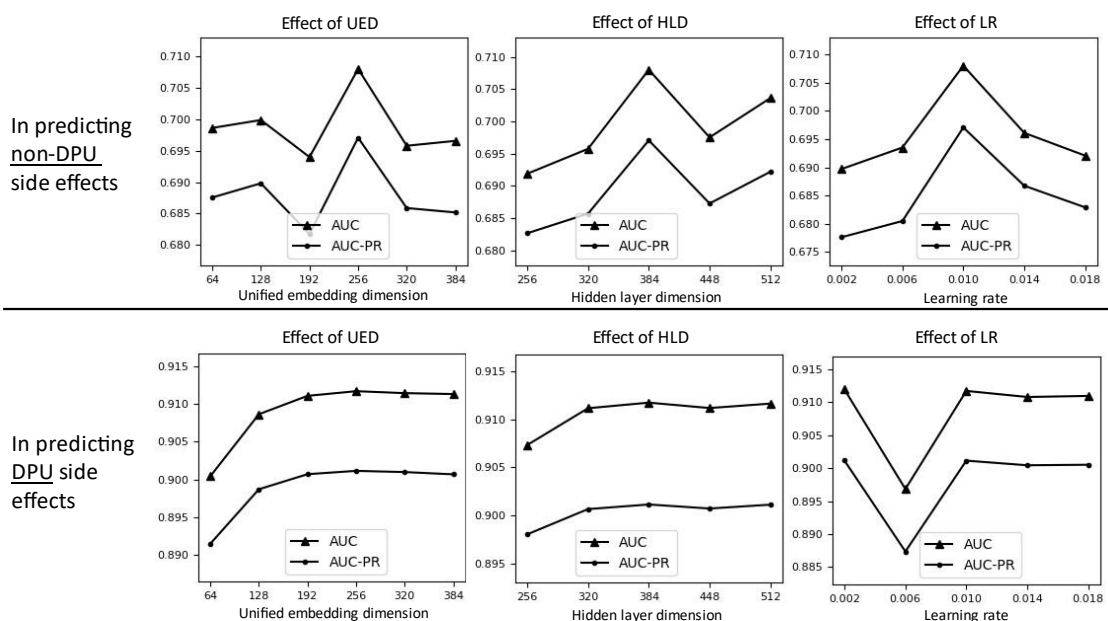 Effect of UED
Effect of HLD
Effect of LR
In predicting
non-DPU
side effects
0.710
0.705
0.700
0.695
0.690
0.685
0.680
AUC
AUC-PR
64 128 192 256 320 384
Unified embedding dimension
0.710
0.705
0.700
0.695
0.690
0.685
0.680
AUC
AUC-PR
256 320 384 448 512
Hidden layer dimension
0.710
0.705
0.700
0.695
0.690
0.685
0.680
0.675
AUC
AUC-PR
0.002 0.006 0.010 0.014 0.018
Learning rate
Effect of UED
Effect of HLD
Effect of LR
In predicting
DPU side
effects
0.915
0.910
0.905
0.900
0.895
0.890
AUC
AUC-PR
64 128 192 256 320 384
Unified embedding dimension
0.915
0.910
0.905
0.900
0.895
AUC
AUC-PR
256 320 384 448 512
Hidden layer dimension
0.915
0.910
0.905
0.900
0.895
0.890
0.885
AUC
AUC-PR
0.002 0.006 0.010 0.014 0.018
Learning rate